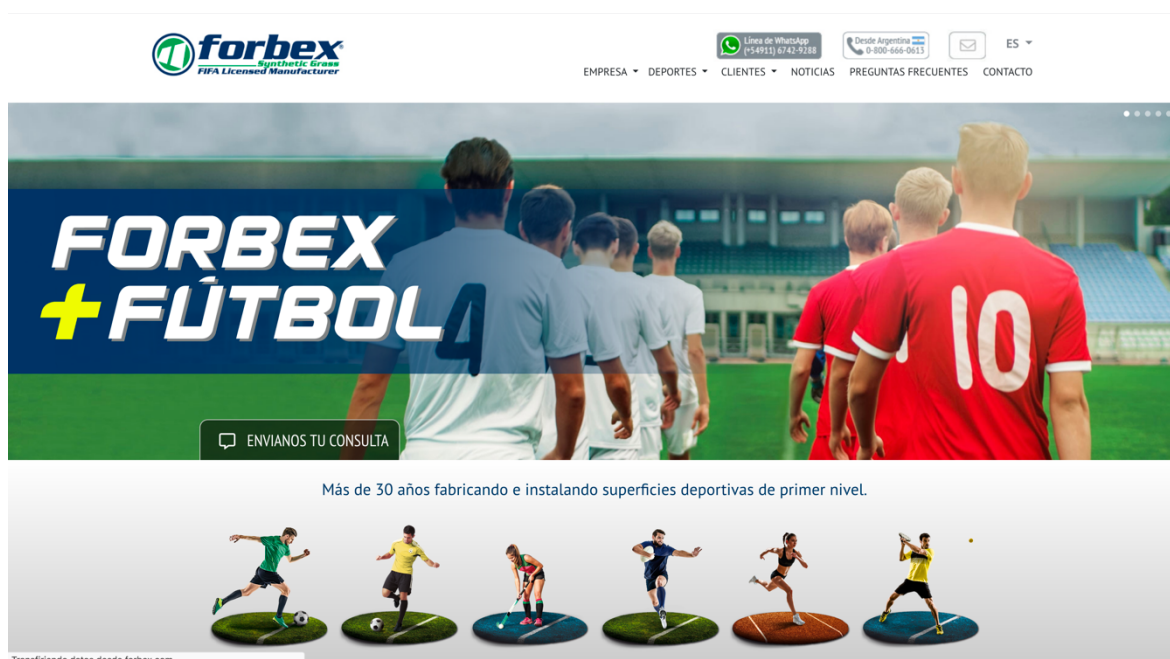 forbex
Synthetic Grass
FIFA Licensed Manufacturer
Línea de WhatsApp
(+54911) 6742-9288
Desde Argentina
0-800-666-0615
ES
EMPRESA
DEPORTES
CLIENTES
NOTICIAS
PREGUNTAS FRECUENTES
CONTACTO
FORBEX
+FÚTBOL
4
10
ENVIANOS TU CONSULTA
Más de 30 años fabricando e instalando superficies deportivas de primer nivel.